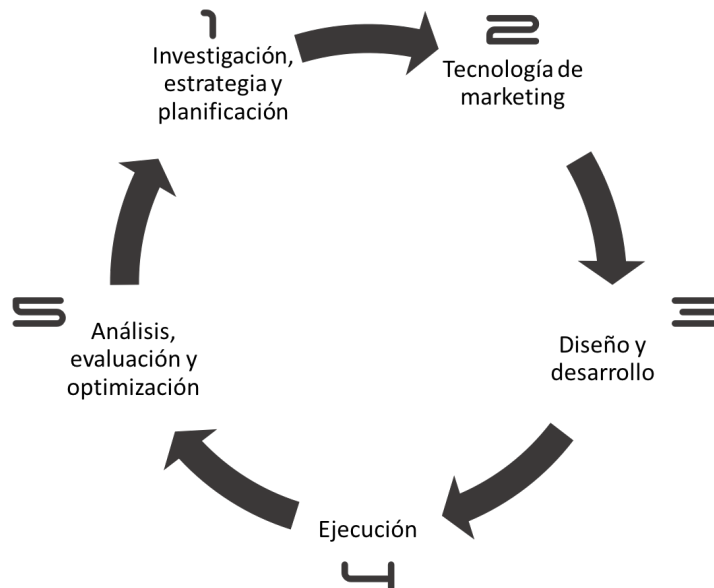 1
Investigación,
estrategia y
planificación
2
Tecnología de
marketing
3
Diseño y
desarrollo
Ejecución
4
5
Análisis,
evaluación y
optimización